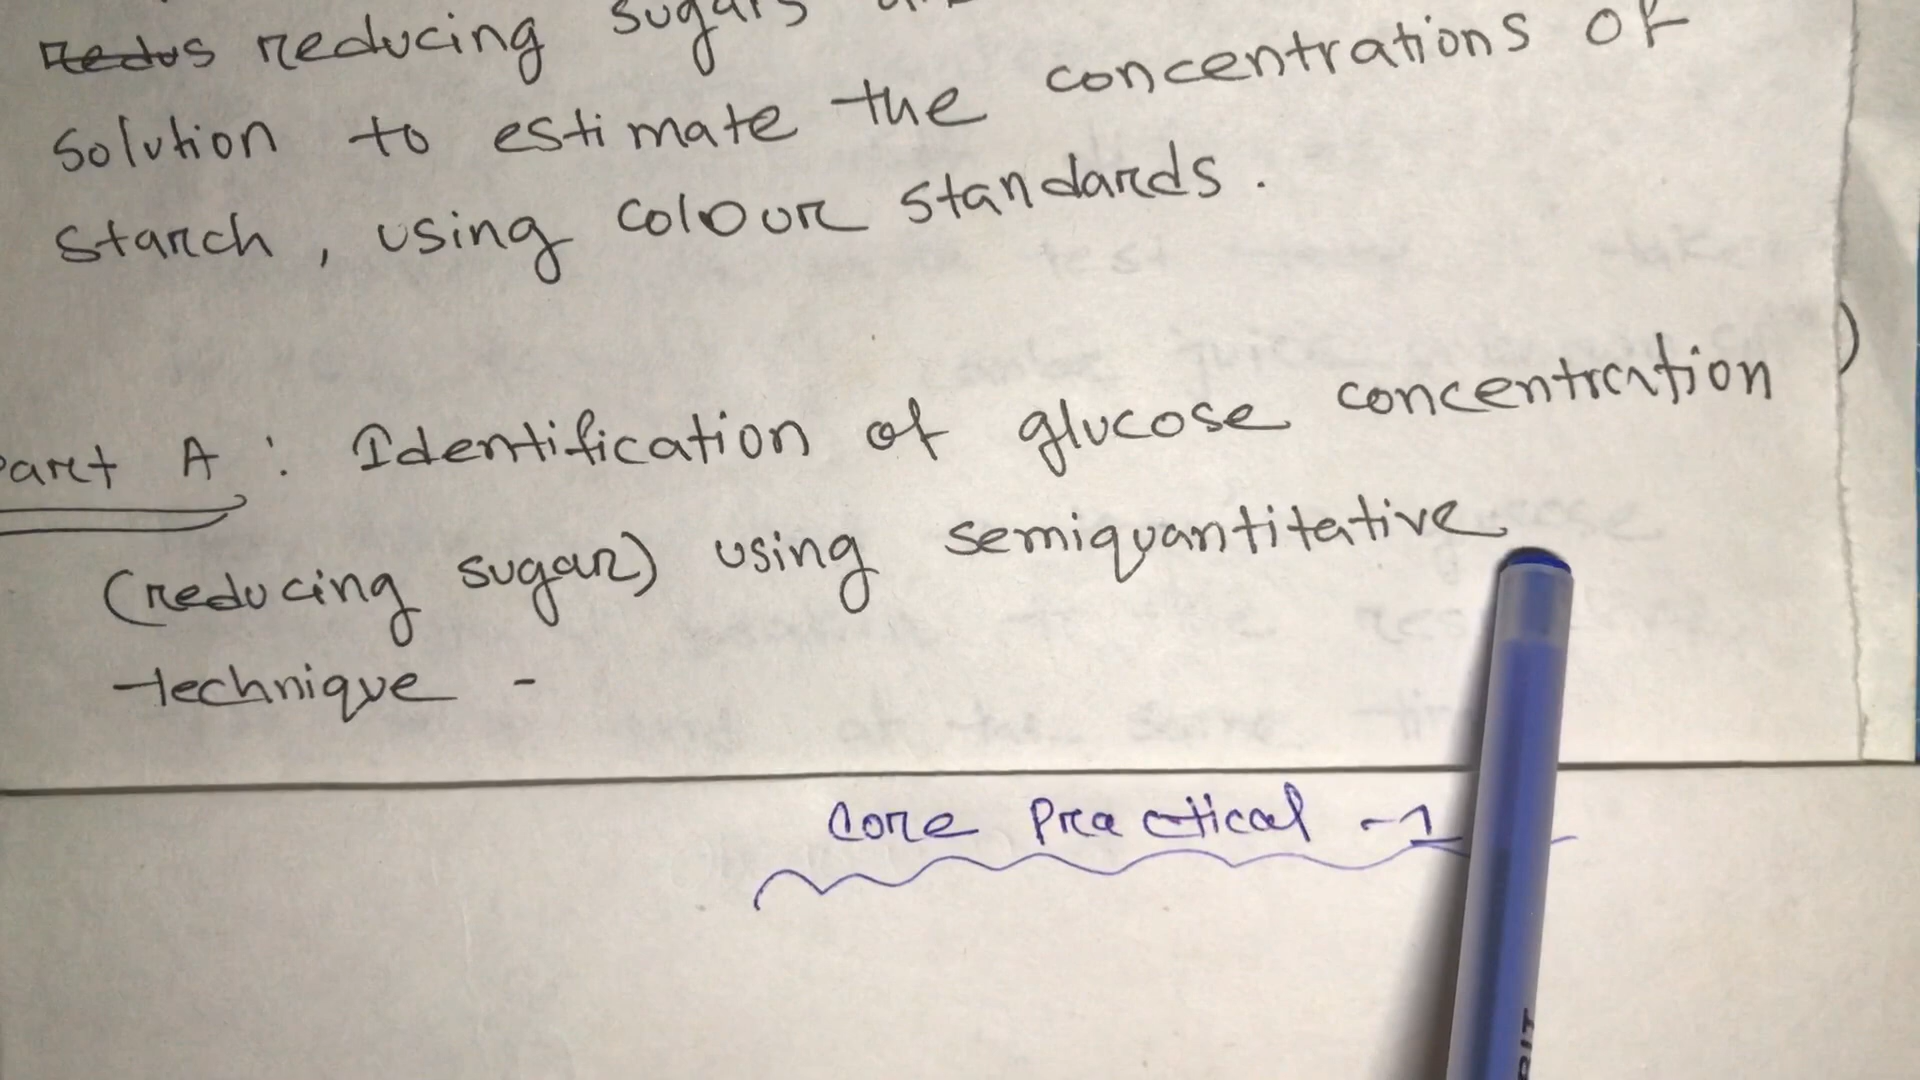 reducing sugars
solution to estimate the concentrations of
starch, using colour standards.
Part A: Identification of glucose concentration
(reducing sugar) using semiquantitative
technique -
Core Practical -1